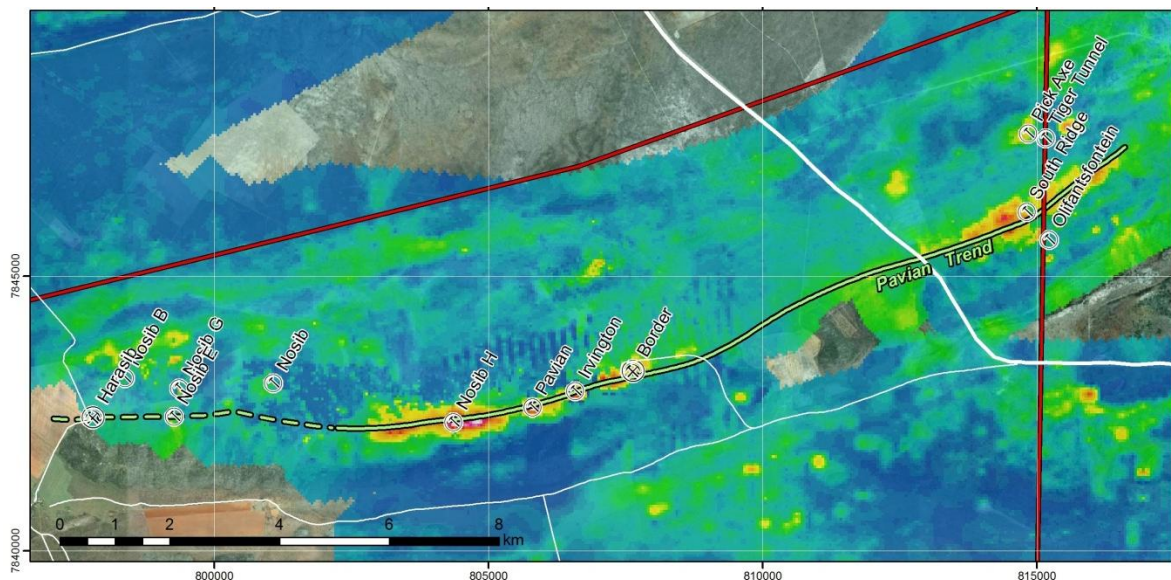 Pick Axe
Tiger Tunnel
South Ridge
Olifantsfontein
7845000
Pavian Trend
Harasib
Nosib B
Nosib G
Nosib E
Nosib
Nosib H
Pavian
Irvington
Border
0 1 2 4 6 8
km
7840000
800000 805000 810000 815000